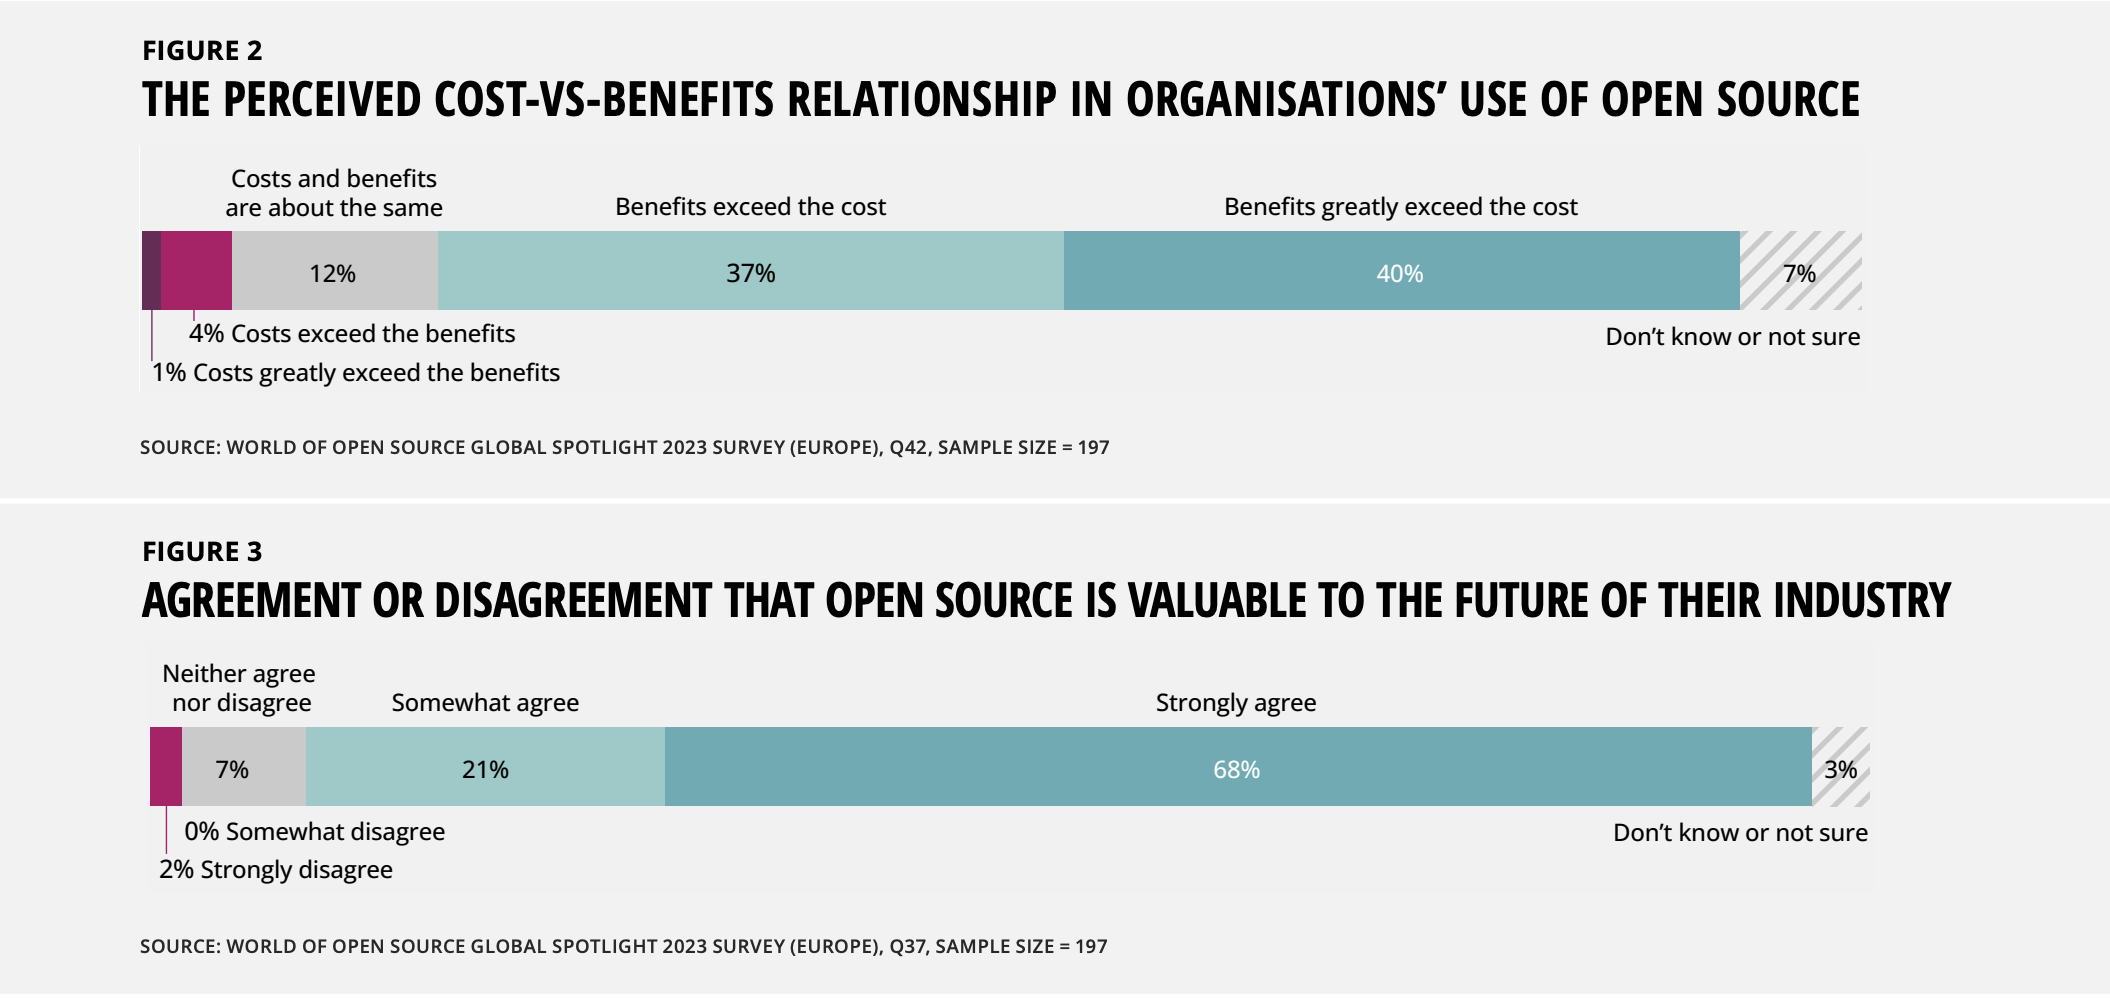 FIGURE 2
THE PERCEIVED COST-VS-BENEFITS RELATIONSHIP IN ORGANISATIONS’ USE OF OPEN SOURCE
Costs and benefits
are about the same
Benefits exceed the cost
Benefits greatly exceed the cost
12%
37%
40%
7%
4% Costs exceed the benefits
Don’t know or not sure
1% Costs greatly exceed the benefits
SOURCE: WORLD OF OPEN SOURCE GLOBAL SPOTLIGHT 2023 SURVEY (EUROPE), Q42, SAMPLE SIZE = 197
FIGURE 3
AGREEMENT OR DISAGREEMENT THAT OPEN SOURCE IS VALUABLE TO THE FUTURE OF THEIR INDUSTRY
Neither agree
nor disagree
Somewhat agree
Strongly agree
7%
21%
68%
3%
0% Somewhat disagree
Don’t know or not sure
2% Strongly disagree
SOURCE: WORLD OF OPEN SOURCE GLOBAL SPOTLIGHT 2023 SURVEY (EUROPE), Q37, SAMPLE SIZE = 197